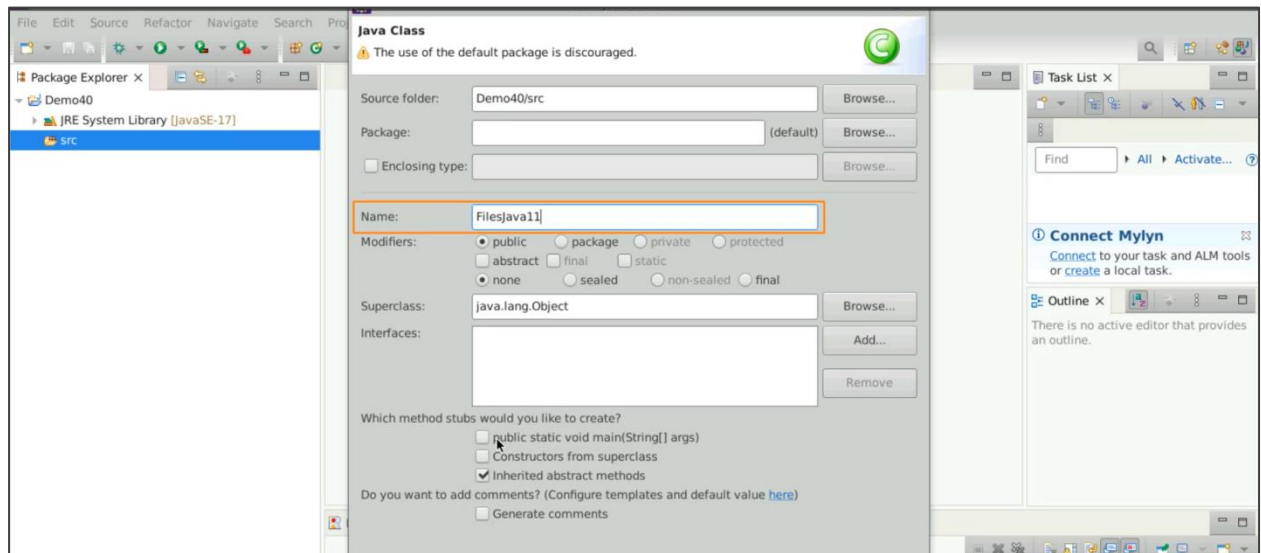 File Edit Source Refactor Navigate Search
Java Class
The use of the default package is discouraged.
Package Explorer
Demo40
JRE System Library [JavaSE-17]
src
Source folder: Demo40/src Browse...
Package: (default) Browse...
Enclosing type: Browse...
Name: FilesJava11
Modifiers: public package private protected
abstract final static
none sealed non-sealed final
Superclass: java.lang.Object Browse...
Interfaces: Add...
Remove
Which method stubs would you like to create?
public static void main(String[] args)
Constructors from superclass
Inherited abstract methods
Do you want to add comments? (Configure templates and default value here)
Generate comments
Task List
Find All Activate...
Connect Mylyn
Connect to your task and ALM tools
or create a local task.
Outline
There is no active editor that provides
an outline.